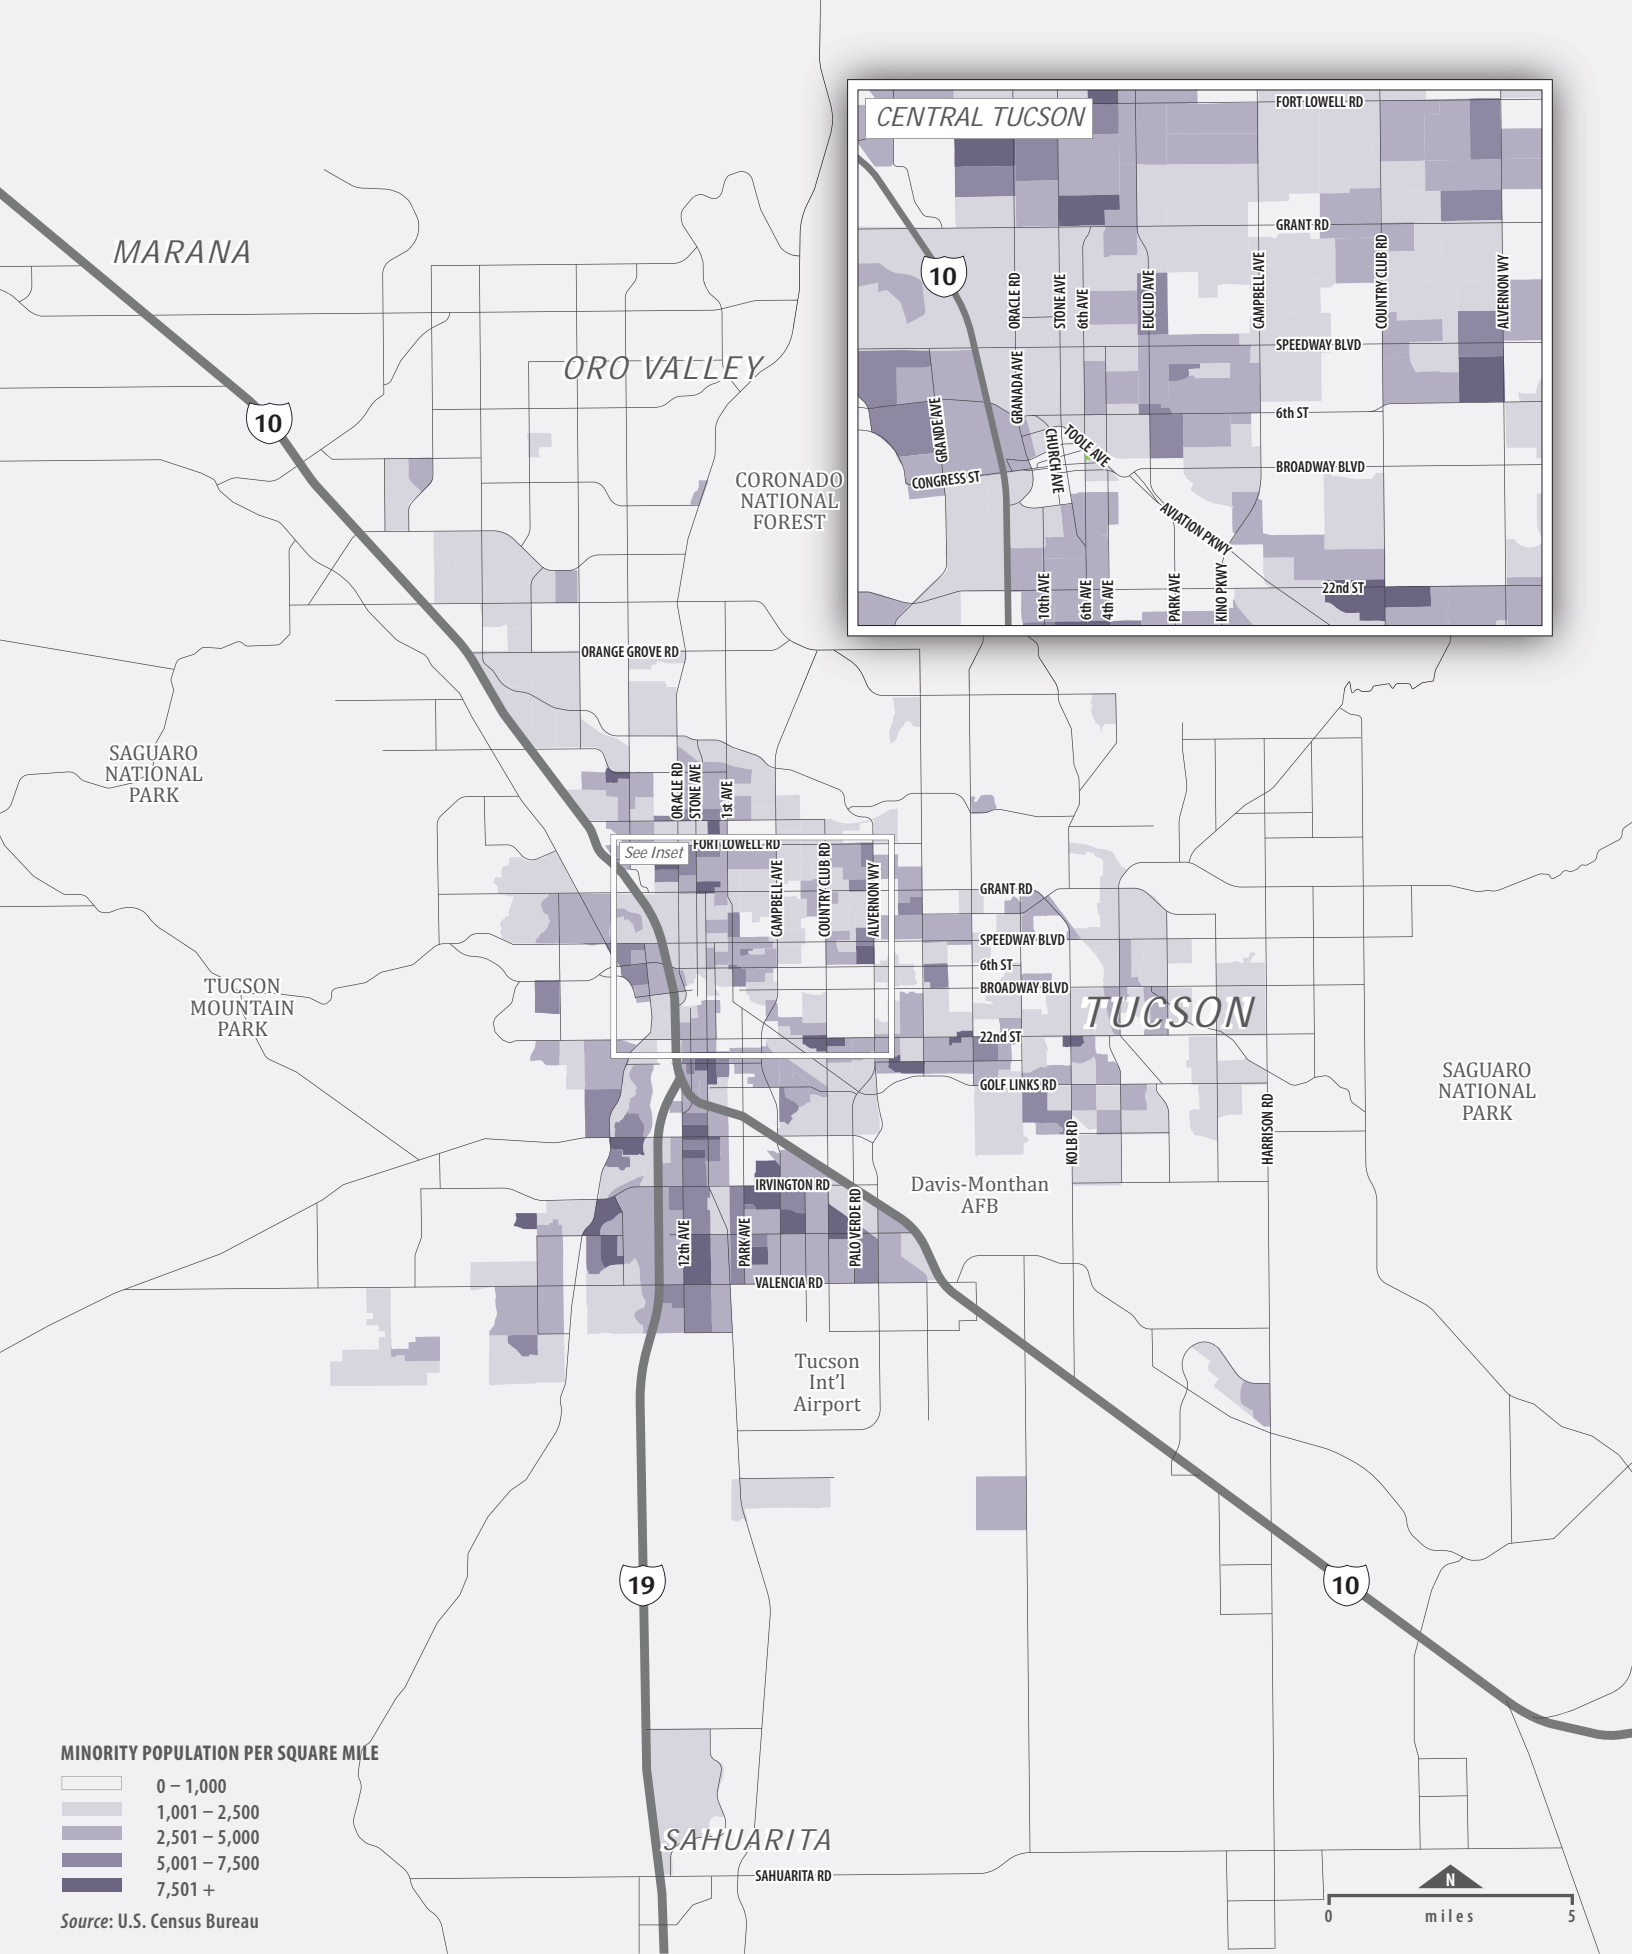 CENTRAL TUCSON
FORT LOWELL RD
GRANT RD
10
ORACLE RD
STONE AVE
6th AVE
EUCLID AVE
CAMPBELL AVE
COUNTRY CLUB RD
ALVERNON WY
SPEEDWAY BLVD
GRANADA AVE
GRANDE AVE
6th ST
CHURCH AVE
TOOLE AVE
BROADWAY BLVD
CONGRESS ST
AVIATION PKWY
22nd ST
10th AVE
6th AVE
4th AVE
PARK AVE
KINO PKWY
MARANA
ORO VALLEY
10
CORONADO
NATIONAL
FOREST
ORANGE GROVE RD
SAGUARO
NATIONAL
PARK
ORACLE RD
STONE AVE
1st AVE
See Inset
FORT LOWELL RD
CAMPBELL AVE
COUNTRY CLUB RD
ALVERNON WY
GRANT RD
SPEEDWAY BLVD
6th ST
BROADWAY BLVD
TUCSON
MOUNTAIN
PARK
TUCSON
22nd ST
GOLF LINKS RD
SAGUARO
NATIONAL
PARK
KOLB RD
HARRISON RD
Davis-Monthan
AFB
IRVINGTON RD
12th AVE
PARK AVE
PALO VERDE RD
VALENCIA RD
Tucson
Int'l
Airport
19
10
MINORITY POPULATION PER SQUARE MILE
0 – 1,000
1,001 – 2,500
2,501 – 5,000
5,001 – 7,500
7,501 +
Source: U.S. Census Bureau
SAHUARITA
SAHUARITA RD
N
0 miles 5